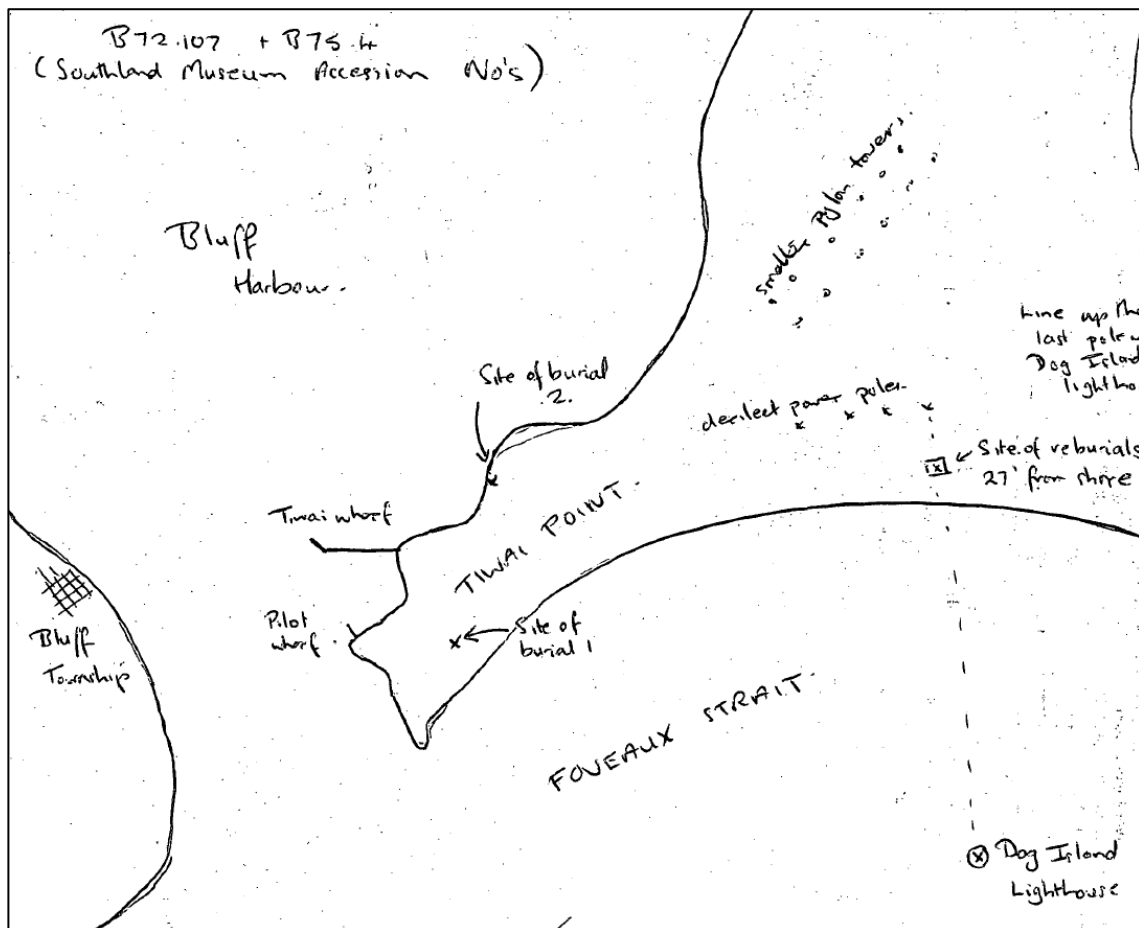 B72.107 + B75.4
(Southland Museum Accession No's)
Bluff
Harbour.
smaller pylon towers.
Line up the
last pole
Dog Island
Site of burial
2.
derilect power poles.
Site of reburials
27' from shore
Tiwai wharf
TIWAI POINT.
Pilot
wharf.
Site of
burial 1
Bluff
Township
FOVEAUX STRAIT.
Dog Island
Lighthouse